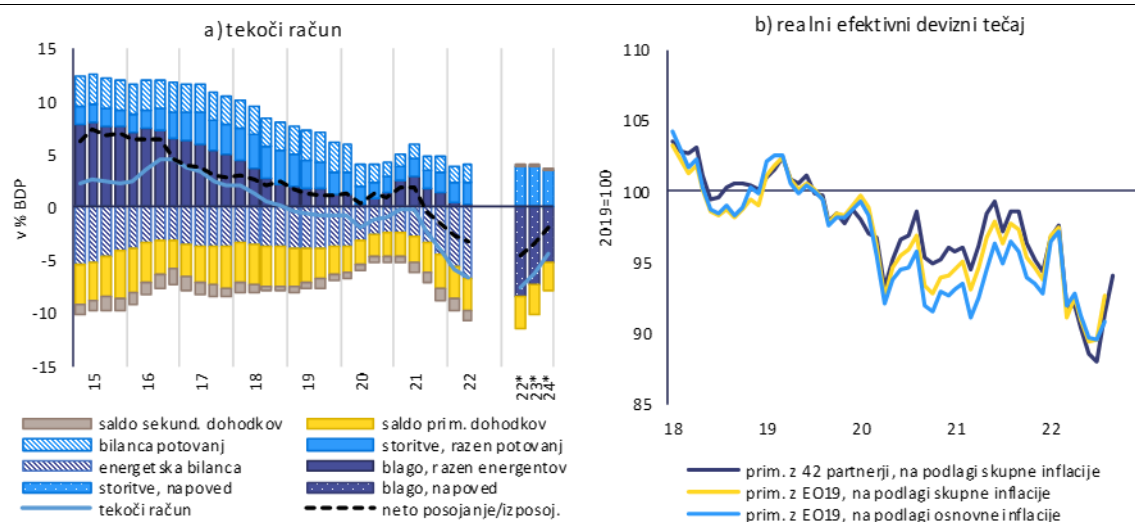 a) tekoči račun
v % BDP
15
10
5
0
-5
-10
-15
15
16
17
18
19
20
21
22
22*
23*
24*
saldo sekund. dohodkov
saldo prim. dohodkov
bilanca potovanj
storitve, razen potovanj
energetska bilanca
blago, razen energentov
storitve, napoved
blago, napoved
tekoči račun
neto posojanje/izposoj.
b) realni efektivni devizni tečaj
2019=100
110
105
100
95
90
85
18
19
20
21
22
prim. z 42 partnerji, na podlagi skupne inflacije
prim. z EO19, na podlagi skupne inflacije
prim. z EO19, na podlagi osnovne inflacije